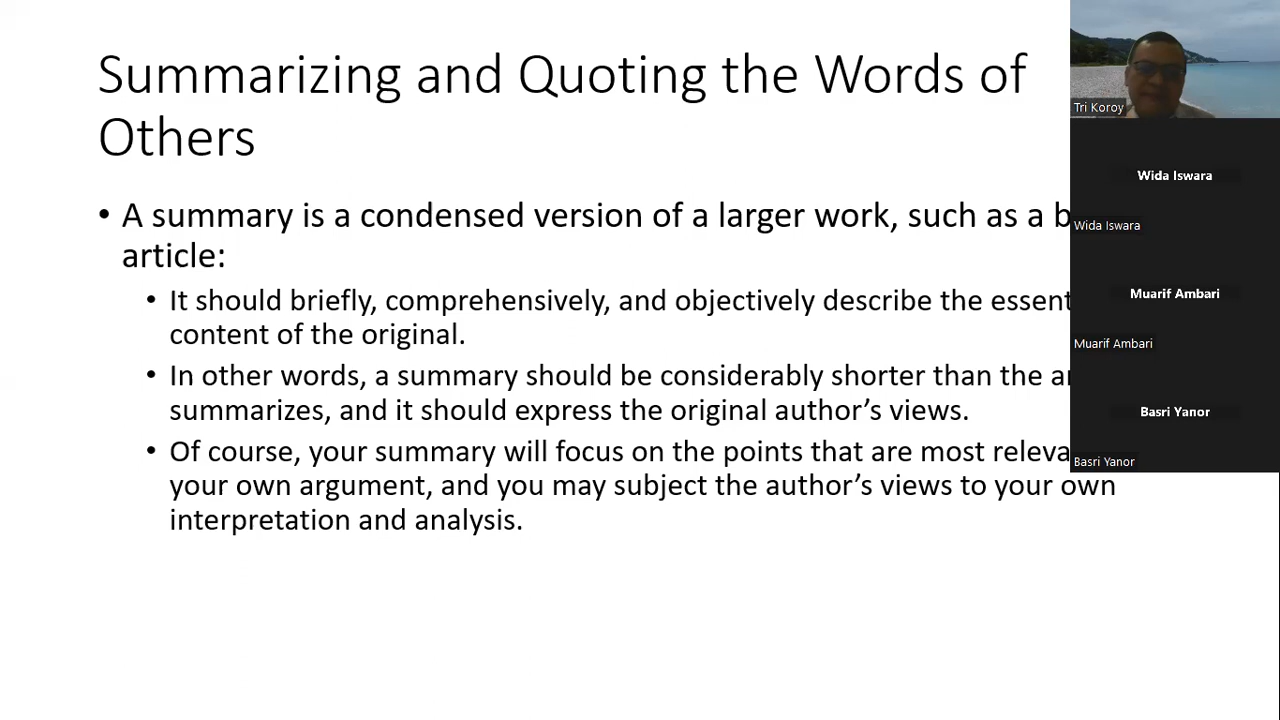 Summarizing and Quoting the Words of
Others
• A summary is a condensed version of a larger work, such as a
article:
• It should briefly, comprehensively, and objectively describe the
content of the original.
• In other words, a summary should be considerably shorter than the
summarizes, and it should express the original author’s views.
• Of course, your summary will focus on the points that are most
your own argument, and you may subject the author’s views to your own
interpretation and analysis.
Tri Koroy
Wida Iswara
Wida Iswara
Muarif Ambari
Muarif Ambari
Basri Yanor
Basri Yanor